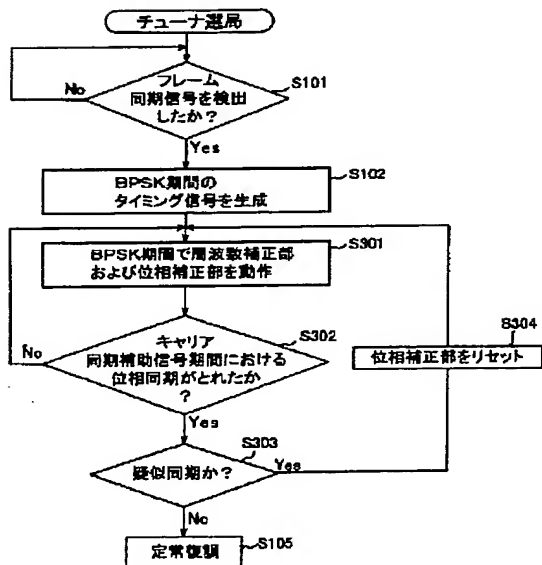 チューナ選局
フレーム
同期信号を検出
したか?
S101
No
Yes
BPSK期間の
タイミング信号を生成
S102
BPSK期間で周波数補正部
および位相補正部を動作
S301
キャリア
同期補助信号期間における
位相同期がとれたか
?
S302
No
Yes
位相補正部をリセット
S304
疑似同期か?
S303
Yes
No
定常復調
S105